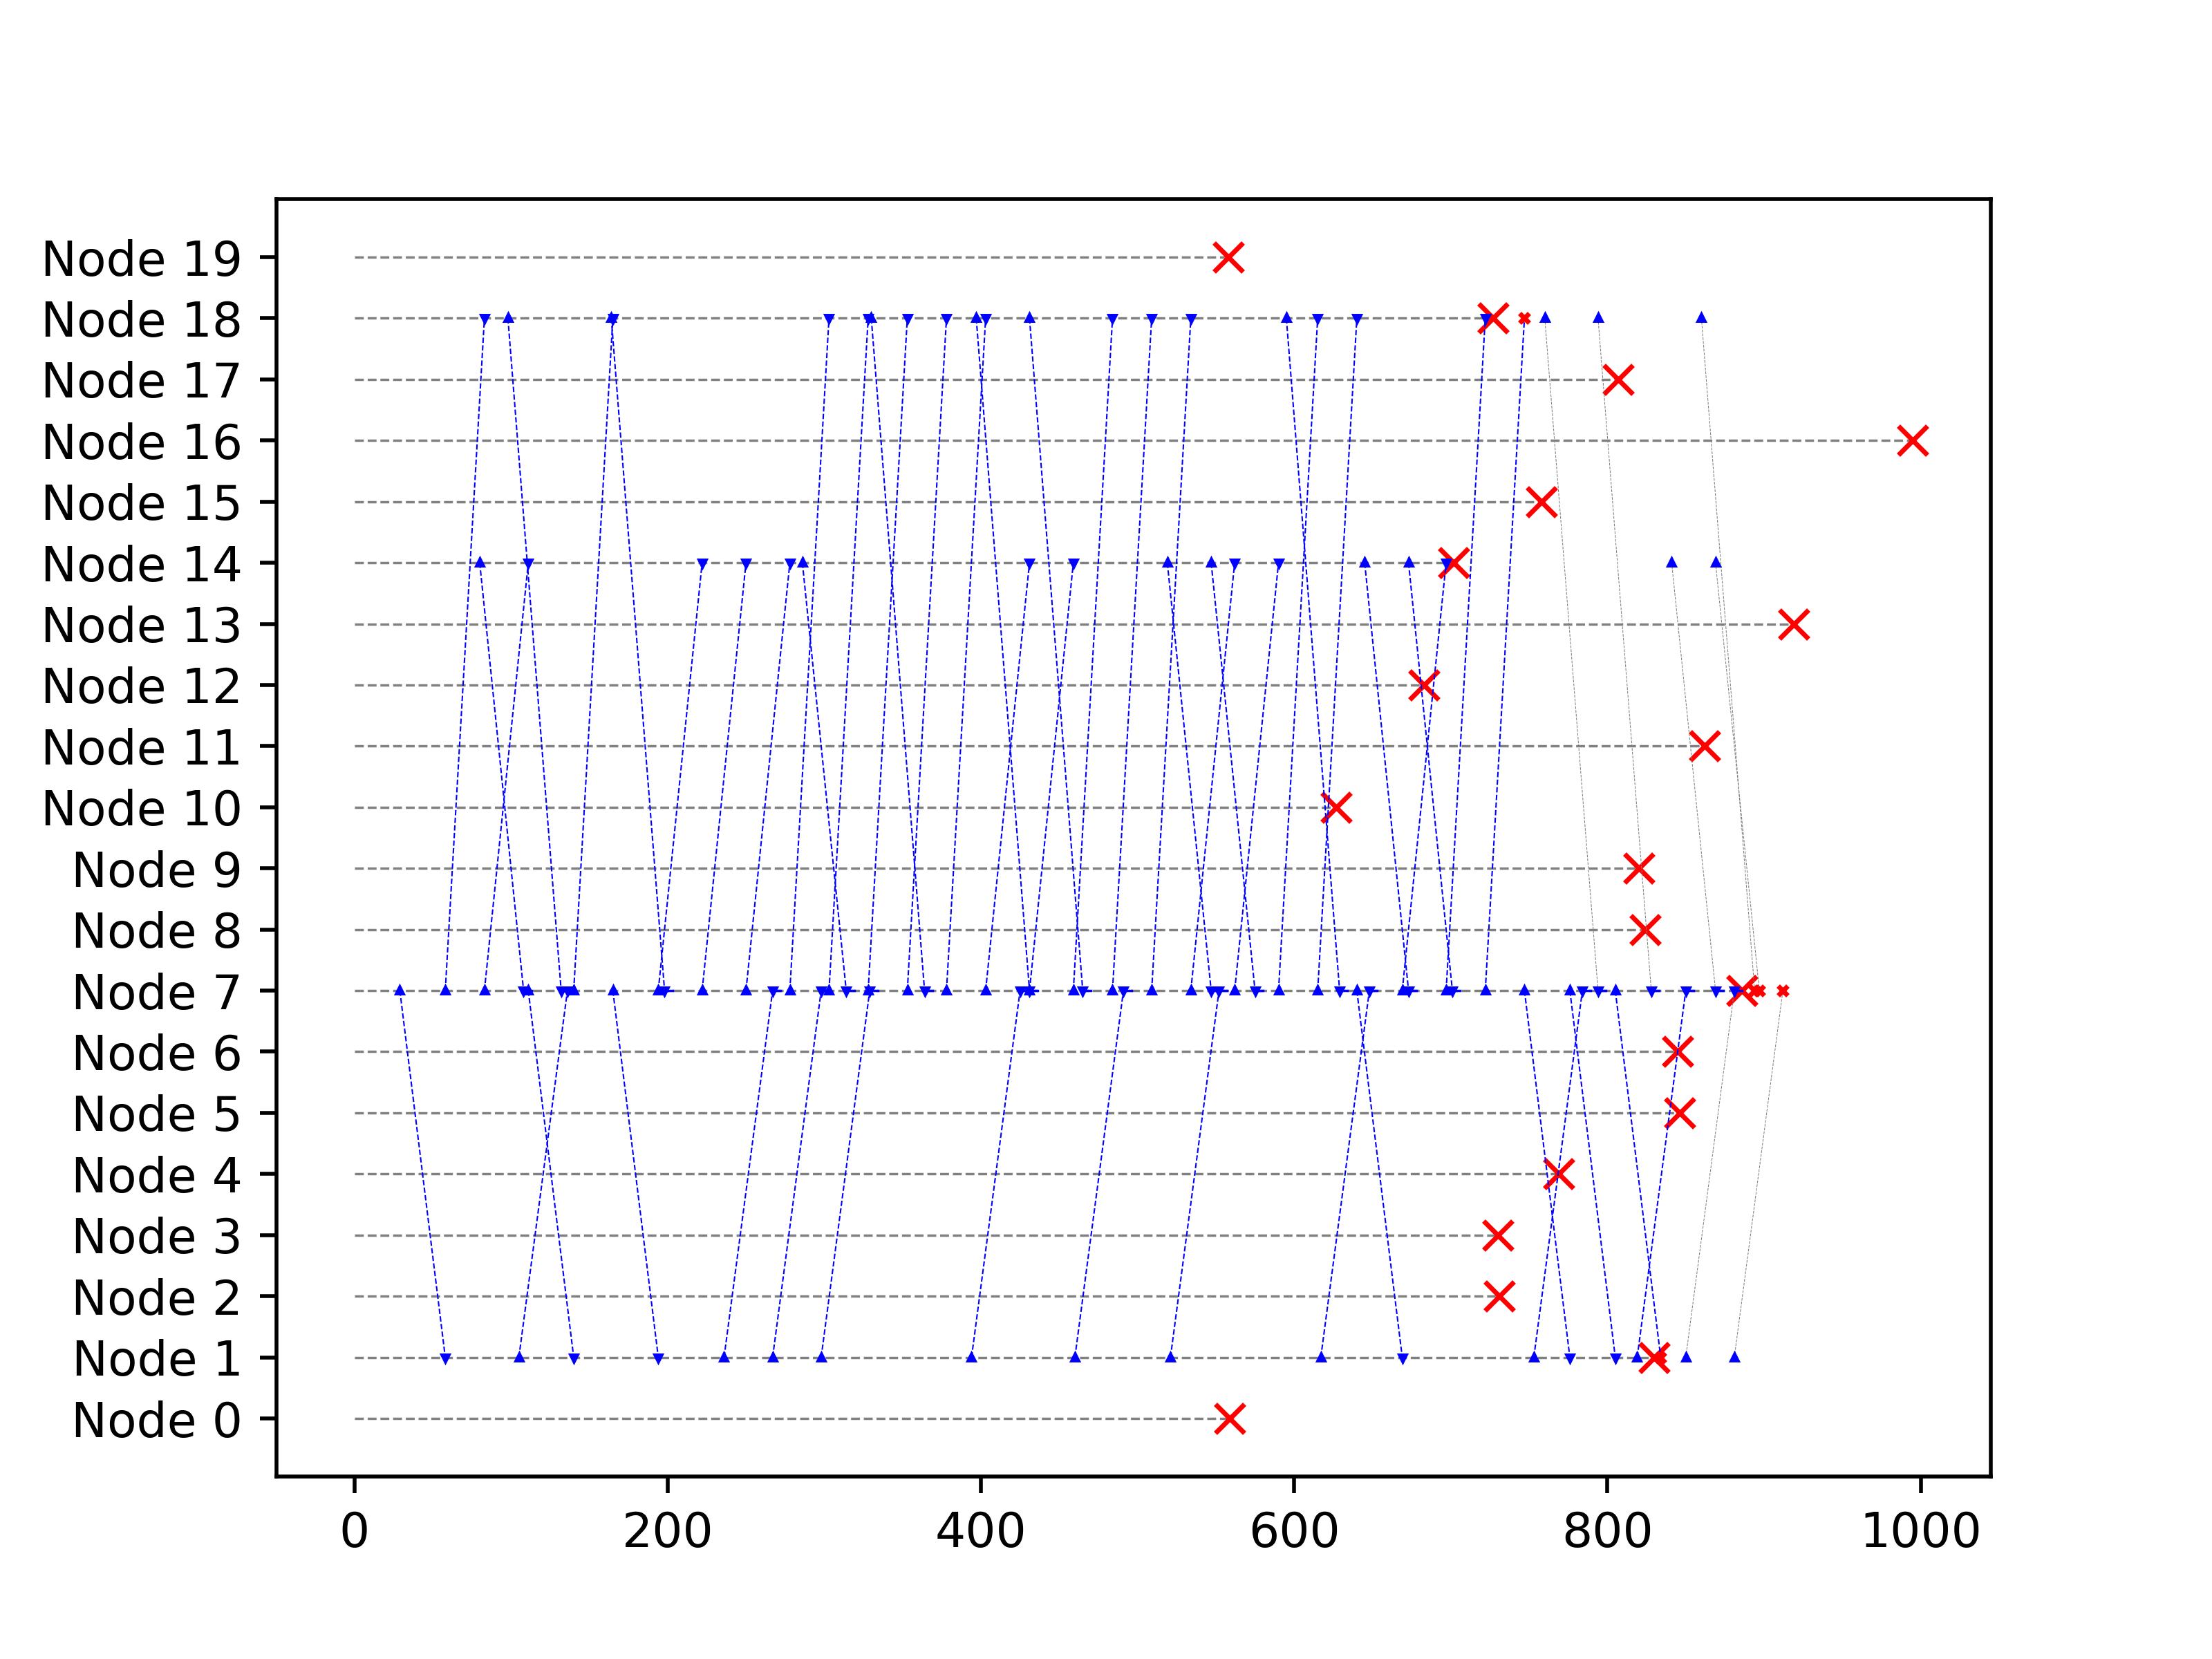 Node 19
Node 18
Node 17
Node 16
Node 15
Node 14
Node 13
Node 12
Node 11
Node 10
Node 9
Node 8
Node 7
Node 6
Node 5
Node 4
Node 3
Node 2
Node 1
Node 0
0 200 400 600 800 1000